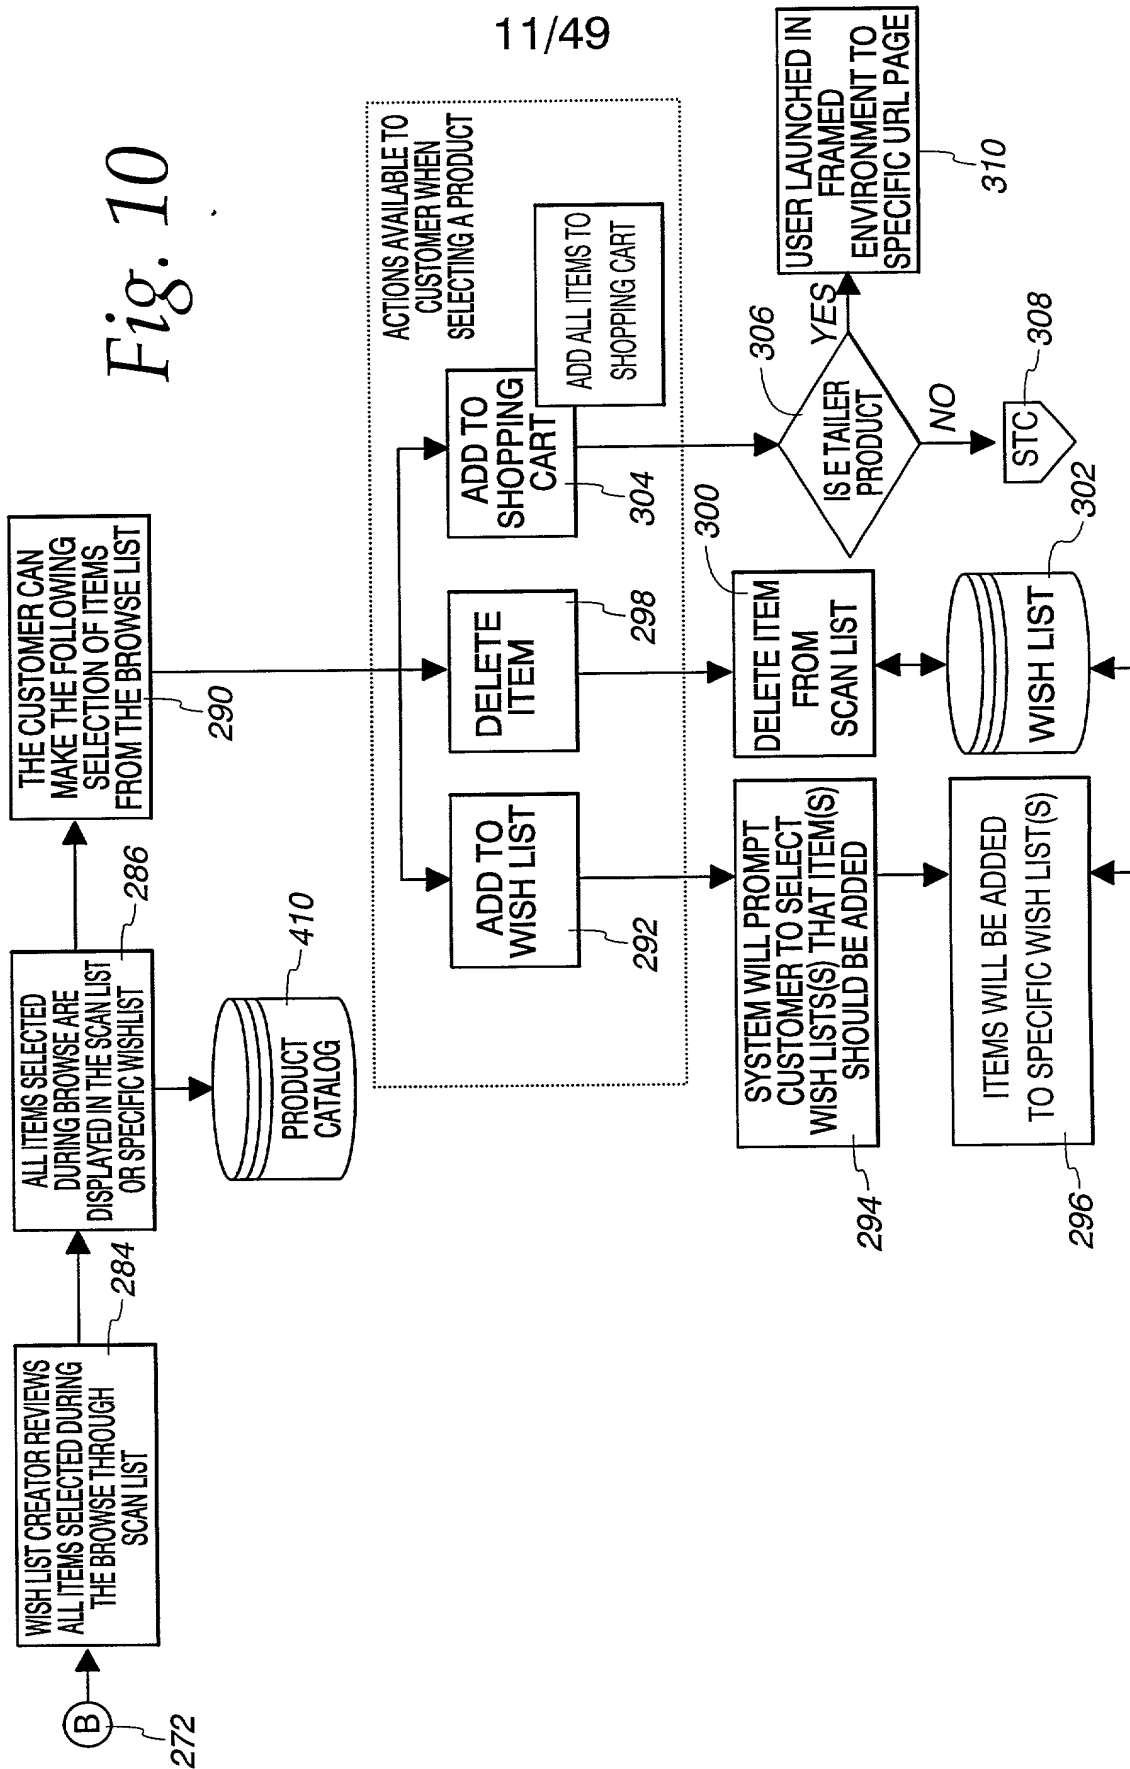 11/49
Fig. 10
B
272
WISH LIST CREATOR REVIEWS
ALL ITEMS SELECTED DURING
THE BROWSE THROUGH
SCAN LIST
284
ALL ITEMS SELECTED
DURING BROWSE ARE
DISPLAYED IN THE SCAN LIST
OR SPECIFIC WISHLIST
286
PRODUCT
CATALOG
410
THE CUSTOMER CAN
MAKE THE FOLLOWING
SELECTION OF ITEMS
FROM THE BROWSE LIST
290
ACTIONS AVAILABLE TO
CUSTOMER WHEN
SELECTING A PRODUCT
ADD TO
WISH LIST
292
DELETE
ITEM
298
ADD TO
SHOPPING
CART
304
ADD ALL ITEMS TO
SHOPPING CART
SYSTEM WILL PROMPT
CUSTOMER TO SELECT
WISH LISTS(S) THAT ITEM(S)
SHOULD BE ADDED
294
DELETE ITEM
FROM
SCAN LIST
300
IS E TAILER
PRODUCT
306
YES
USER LAUNCHED IN
FRAMED
ENVIRONMENT TO
SPECIFIC URL PAGE
310
NO
STC
308
ITEMS WILL BE ADDED
TO SPECIFIC WISH LIST(S)
296
WISH LIST
302